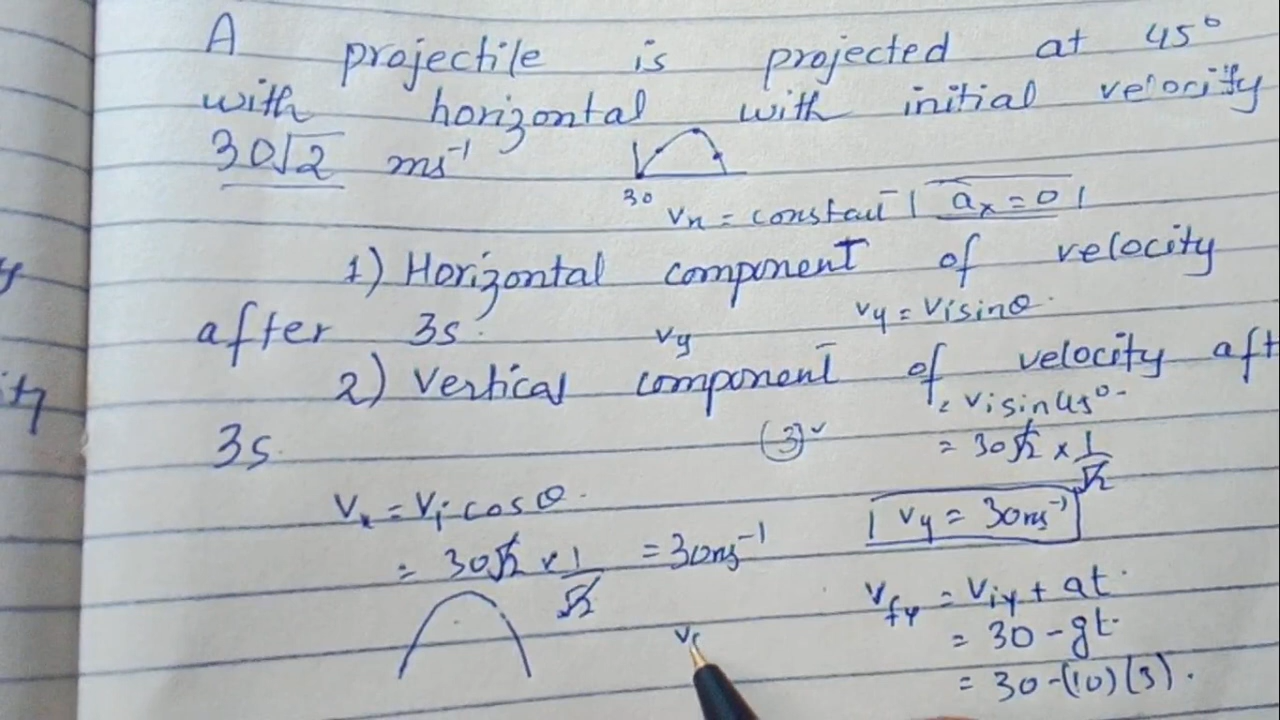 A projectile is projected at 45°
with horizontal with initial velocity
30√2 ms⁻¹
30
Vx = constant | ax = 0 |
1) Horizontal component of velocity
after 3s.
vy
vy = Visinθ.
2) Vertical component of velocity aft
= Visin45°
3s.
(3)
= 30√2 × 1/√2
Vx = Vi cosθ.
| Vy = 30ms⁻¹
= 30√2 × 1/√2 = 30ms⁻¹
Vfy = Viy + at.
= 30 - gt.
= 30 - (10)(3).